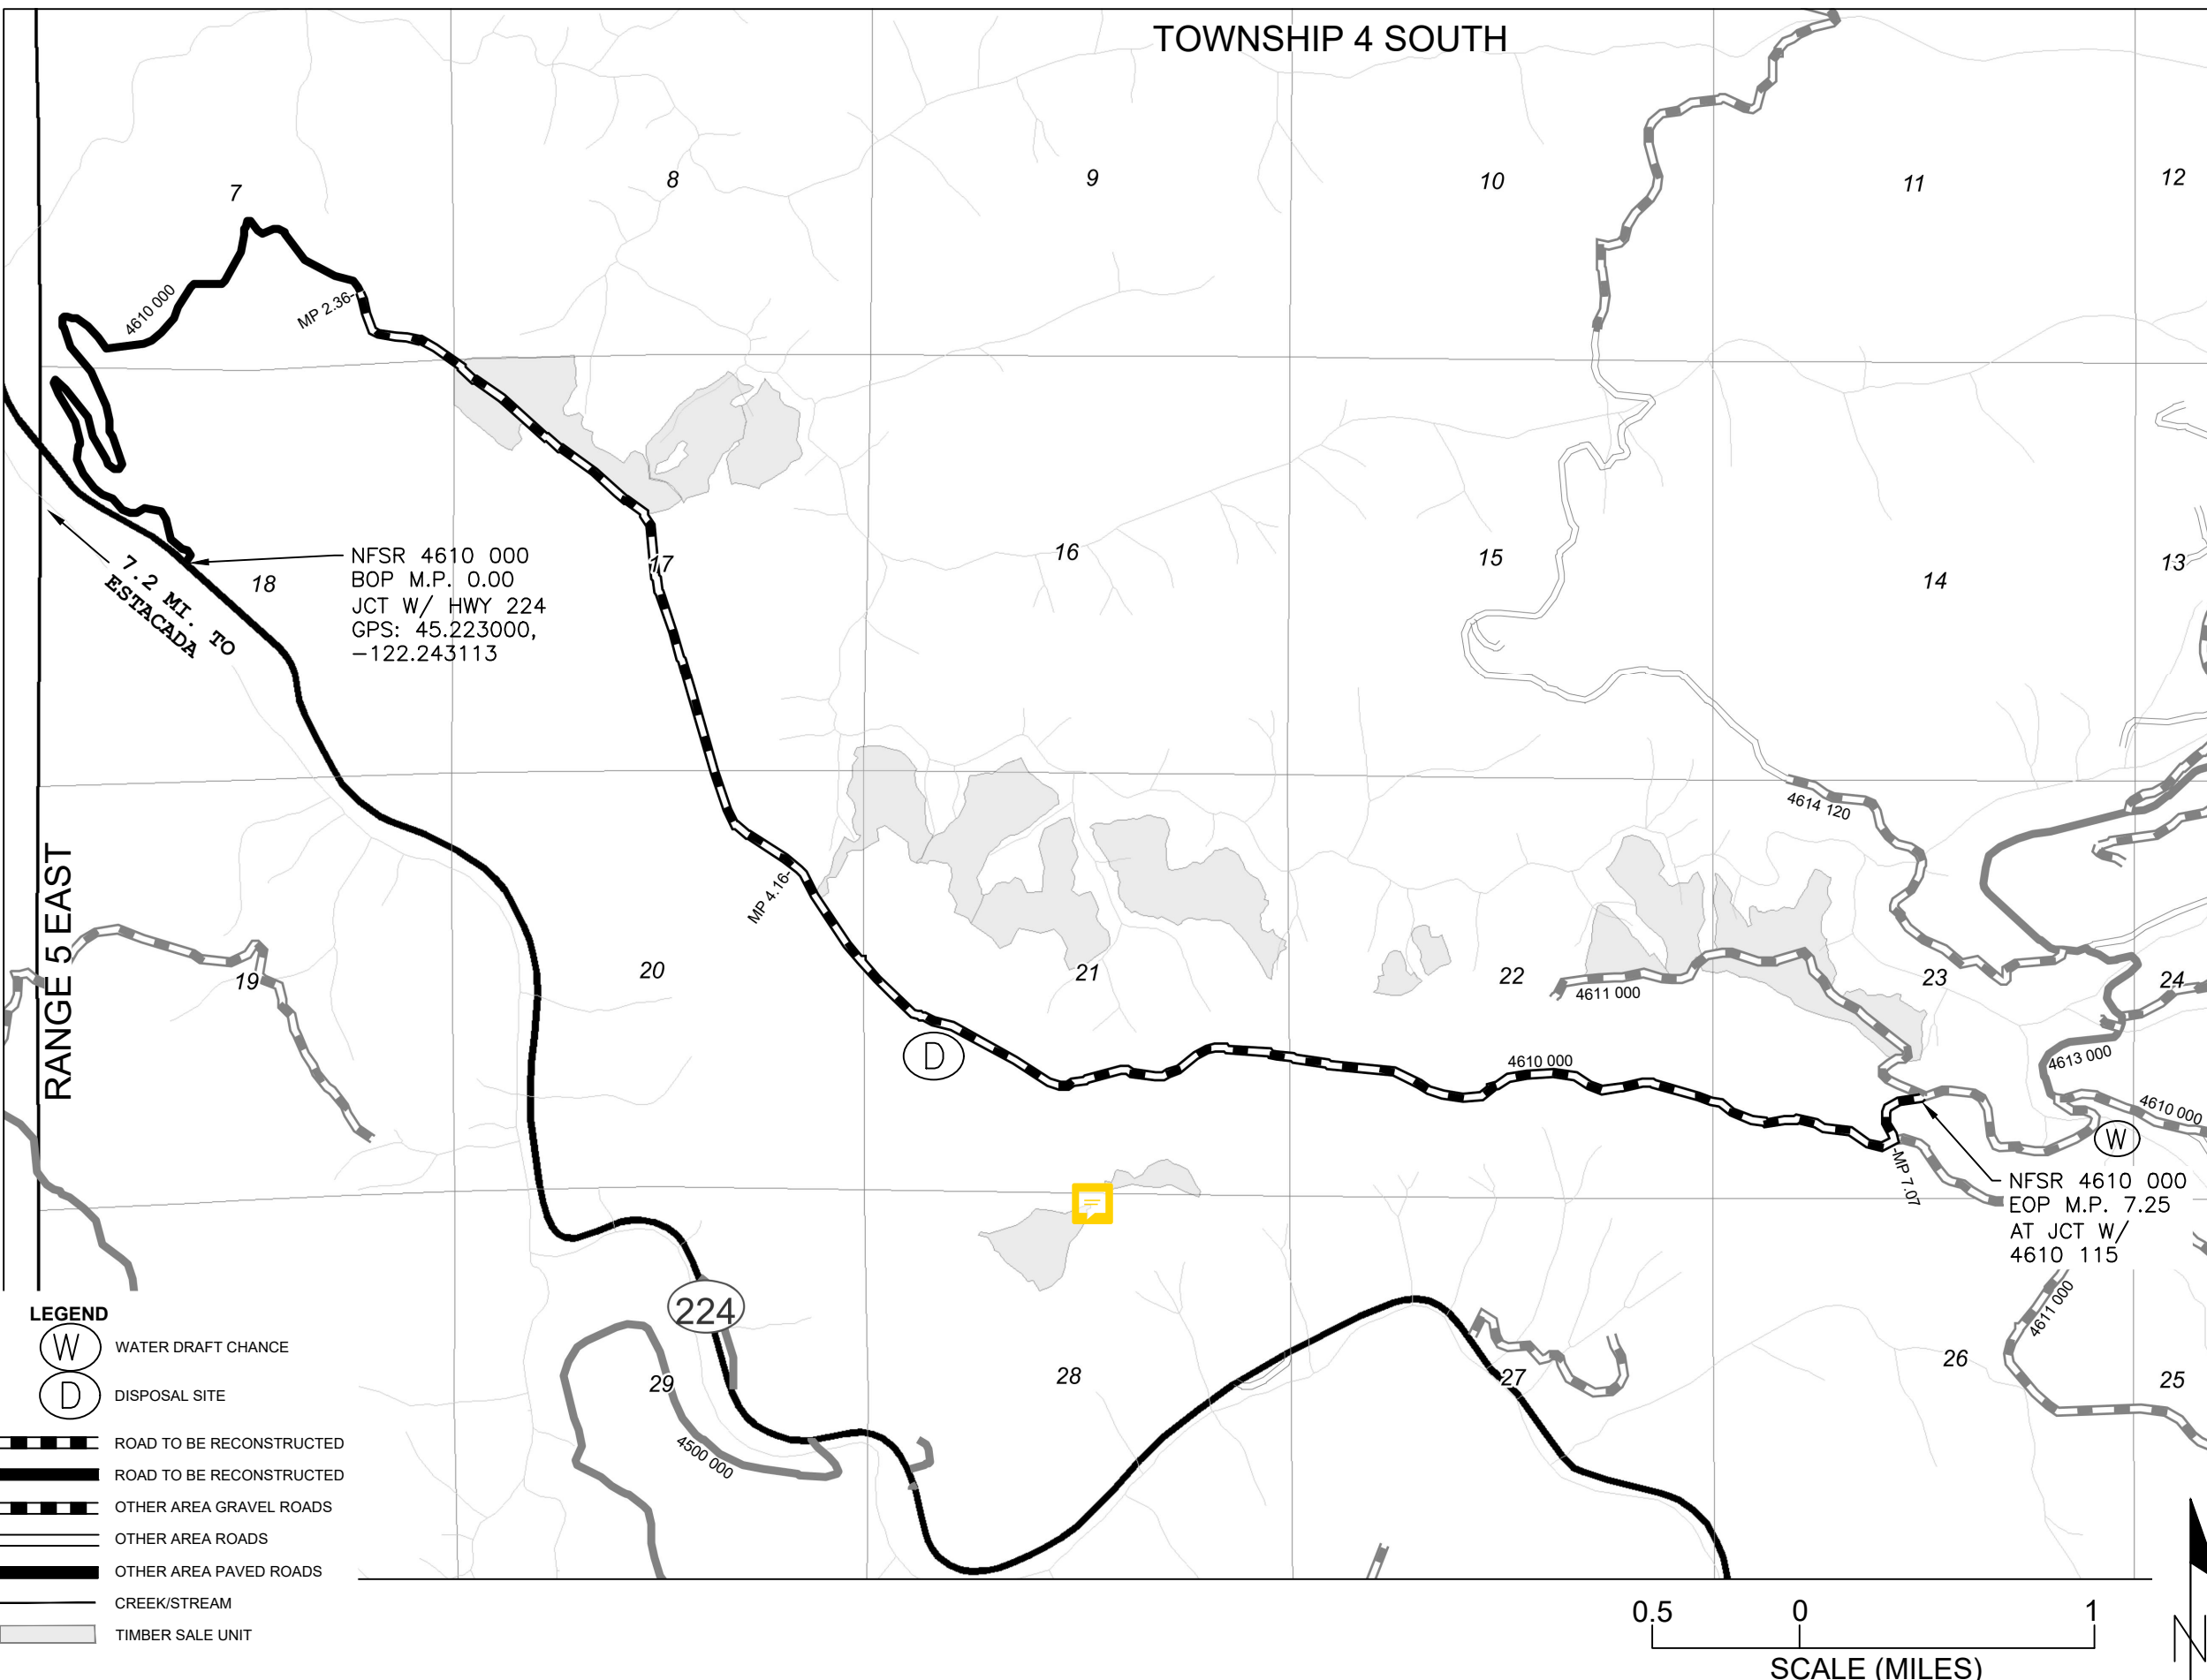 TOWNSHIP 4 SOUTH
7
8
9
10
11
12
4610 000
MP 2.36-
NFSR 4610 000
BOP M.P. 0.00
JCT W/ HWY 224
GPS: 45.223000,
-122.243113
7.2 MI. TO
ESTACADA
18
17
16
15
14
13
4614 120
RANGE 5 EAST
MP 4.16-
19
20
21
22
23
24
4611 000
4610 000
4613 000
4610 000
D
W
-MP 7.07
NFSR 4610 000
EOP M.P. 7.25
AT JCT W/
4610 115
4611 000
224
29
28
27
26
25
4500 000
LEGEND
W WATER DRAFT CHANCE
D DISPOSAL SITE
ROAD TO BE RECONSTRUCTED
ROAD TO BE RECONSTRUCTED
OTHER AREA GRAVEL ROADS
OTHER AREA ROADS
OTHER AREA PAVED ROADS
CREEK/STREAM
TIMBER SALE UNIT
0.5 0 1
SCALE (MILES)
N